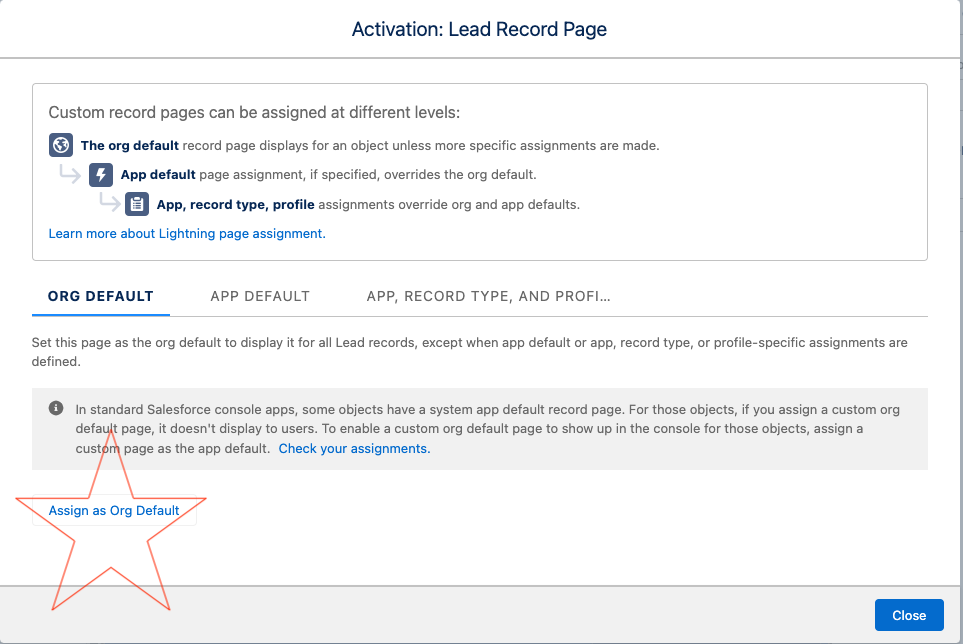 Activation: Lead Record Page
Custom record pages can be assigned at different levels:
The org default record page displays for an object unless more specific assignments are made.
App default page assignment, if specified, overrides the org default.
App, record type, profile assignments override org and app defaults.
Learn more about Lightning page assignment.
ORG DEFAULT
APP DEFAULT
APP, RECORD TYPE, AND PROFI...
Set this page as the org default to display it for all Lead records, except when app default or app, record type, or profile-specific assignments are
defined.
In standard Salesforce console apps, some objects have a system app default record page. For those objects, if you assign a custom org
default page, it doesn't display to users. To enable a custom org default page to show up in the console for those objects, assign a
custom page as the app default. Check your assignments.
Assign as Org Default
Close